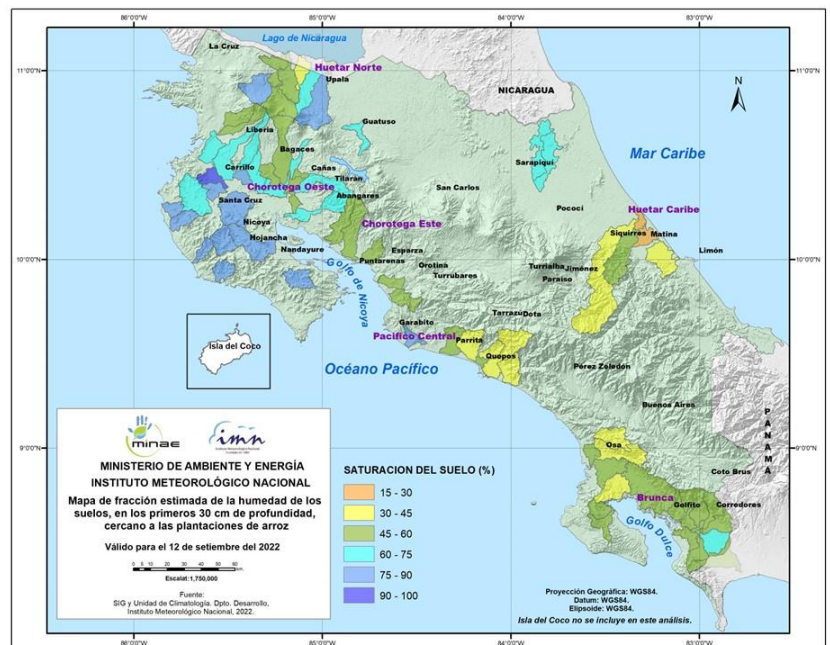 86°0'0"W
85°0'0"W
84°0'0"W
83°0'0"W
11°0'0"N
11°0'0"N
10°0'0"N
10°0'0"N
9°0'0"N
9°0'0"N
Lago de Nicaragua
La Cruz
Huetar Norte
Upala
NICARAGUA
N
Guatuso
Liberia
Mar Caribe
Bagaces
Sarapiquí
Carrillo
Cañas
Tilarán
Chorotega Oeste
San Carlos
Abangares
Santa Cruz
Pococí
Huetar Caribe
Nicoya
Chorotega Este
Siquirres
Matina
Hojancha
Nandayure
Esparza
Limón
Puntarenas
Orotina
Turrialba
Jiménez
Golfo de Nicoya
Turrubares
Paraíso
Garabito
Tarrazú
Dota
Pacífico Central
Parrita
Isla del Coco
Quepos
Océano Pacífico
Pérez Zeledón
Buenos Aires
PANAMA
Osa
Coto Brus
Brunca
Golfito
Corredores
Golfo Dulce
minae
imn
Instituto Meteorológico Nacional
MINISTERIO DE AMBIENTE Y ENERGÍA
INSTITUTO METEOROLÓGICO NACIONAL
Mapa de fracción estimada de la humedad de los
suelos, en los primeros 30 cm de profundidad,
cercano a las plantaciones de arroz
Válido para el 12 de setiembre del 2022
Escalat:1,750,000
Fuente:
SIG y Unidad de Climatología. Dpto. Desarrollo,
Instituto Meteorológico Nacional, 2022.
SATURACION DEL SUELO (%)
15 - 30
30 - 45
45 - 60
60 - 75
75 - 90
90 - 100
Proyección Geográfica: WGS84.
Datum: WGS84.
Elipsoide: WGS84.
Isla del Coco no se incluye en este análisis.
86°0'0"W
85°0'0"W
84°0'0"W
83°0'0"W